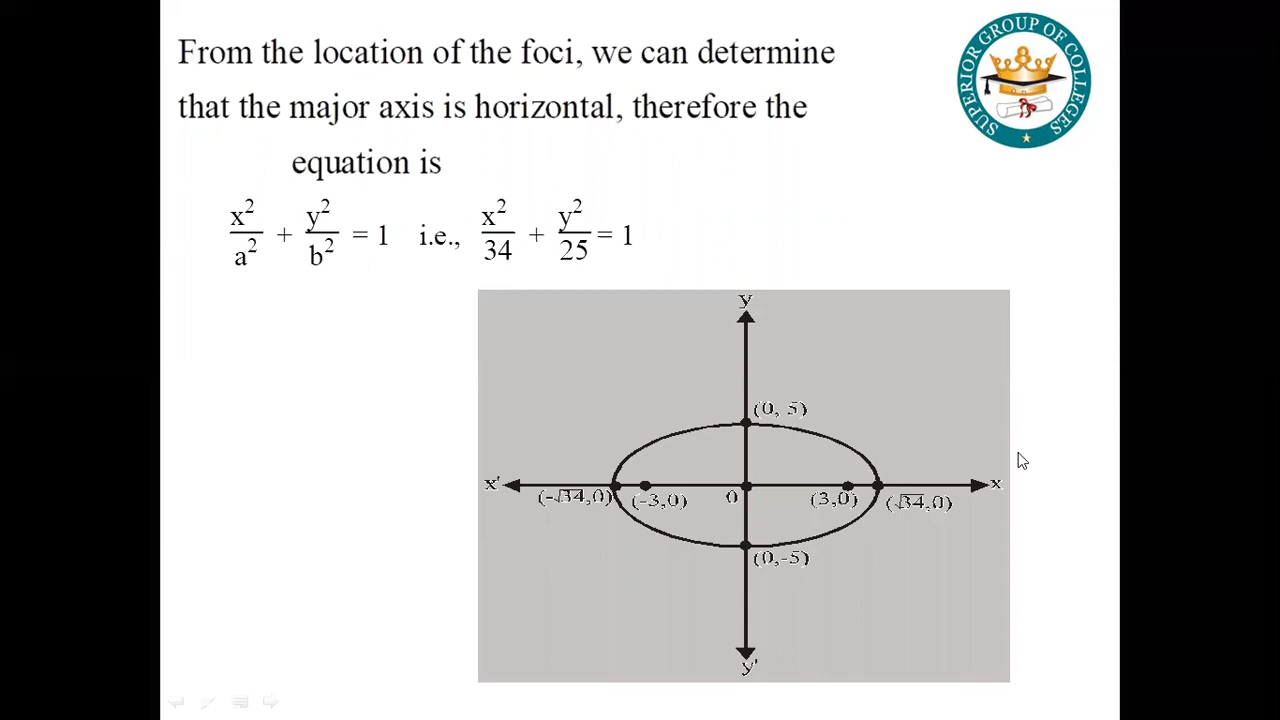 From the location of the foci, we can determine
that the major axis is horizontal, therefore the
equation is
x²/a² + y²/b² = 1 i.e., x²/34 + y²/25 = 1
SUPERIOR GROUP OF COLLEGES
y
(0, 5)
x' x
(-√34,0) (-3,0) 0 (3,0) (√34,0)
(0,-5)
y'